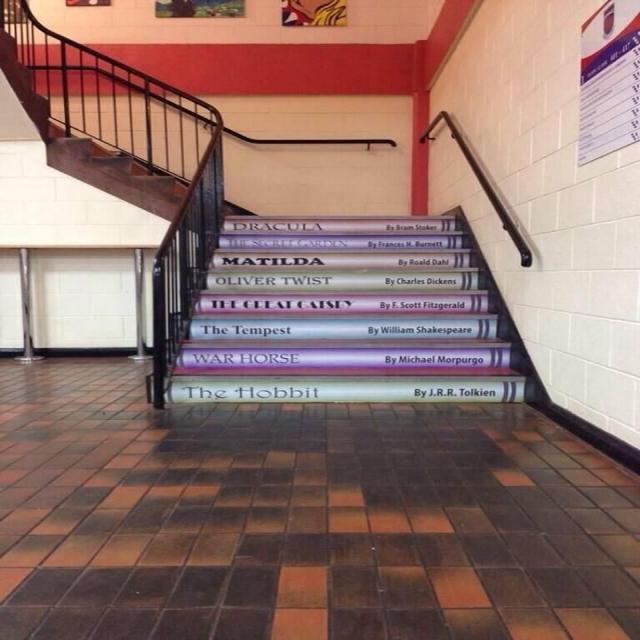 DRACULA By Bram Stoker
THE SECRET GARDEN By Frances H. Burnett
MATILDA By Roald Dahl
OLIVER TWIST By Charles Dickens
THE GREAT GATSBY By F. Scott Fitzgerald
The Tempest By William Shakespeare
WAR HORSE By Michael Morpurgo
The Hobbit By J.R.R. Tolkien